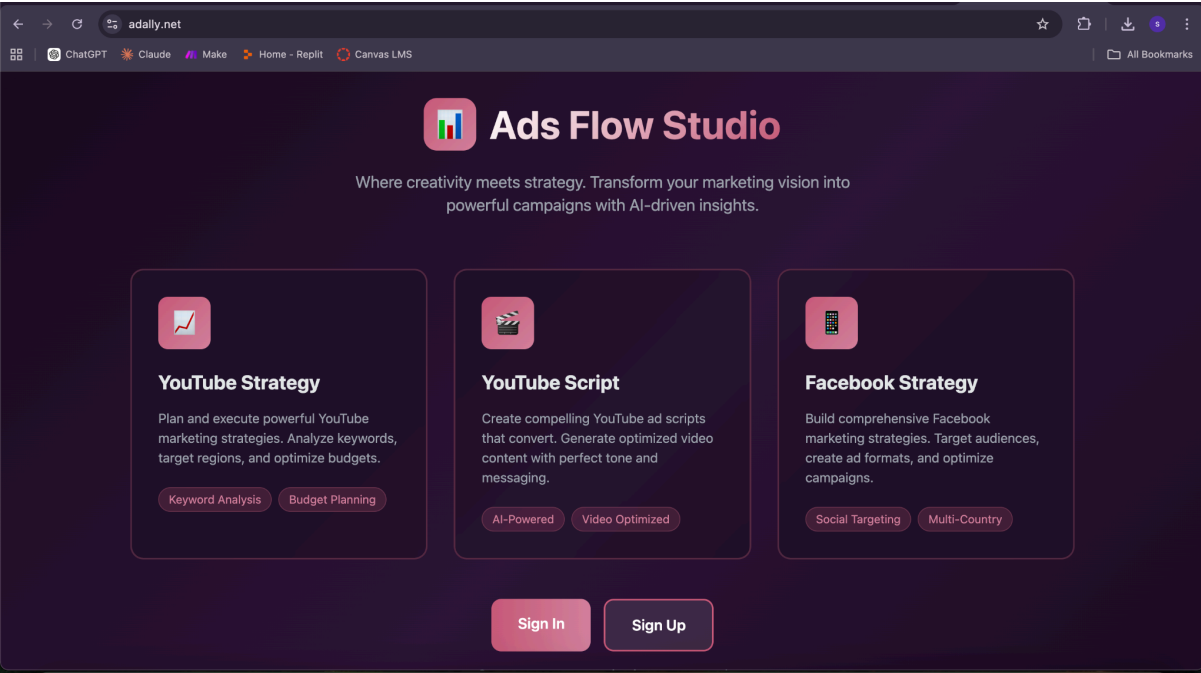 adally.net
s
ChatGPT
Claude
Make
Home - Replit
Canvas LMS
All Bookmarks
Ads Flow Studio
Where creativity meets strategy. Transform your marketing vision into
powerful campaigns with AI-driven insights.
YouTube Strategy
Plan and execute powerful YouTube
marketing strategies. Analyze keywords,
target regions, and optimize budgets.
Keyword Analysis
Budget Planning
YouTube Script
Create compelling YouTube ad scripts
that convert. Generate optimized video
content with perfect tone and
messaging.
AI-Powered
Video Optimized
Facebook Strategy
Build comprehensive Facebook
marketing strategies. Target audiences,
create ad formats, and optimize
campaigns.
Social Targeting
Multi-Country
Sign In
Sign Up